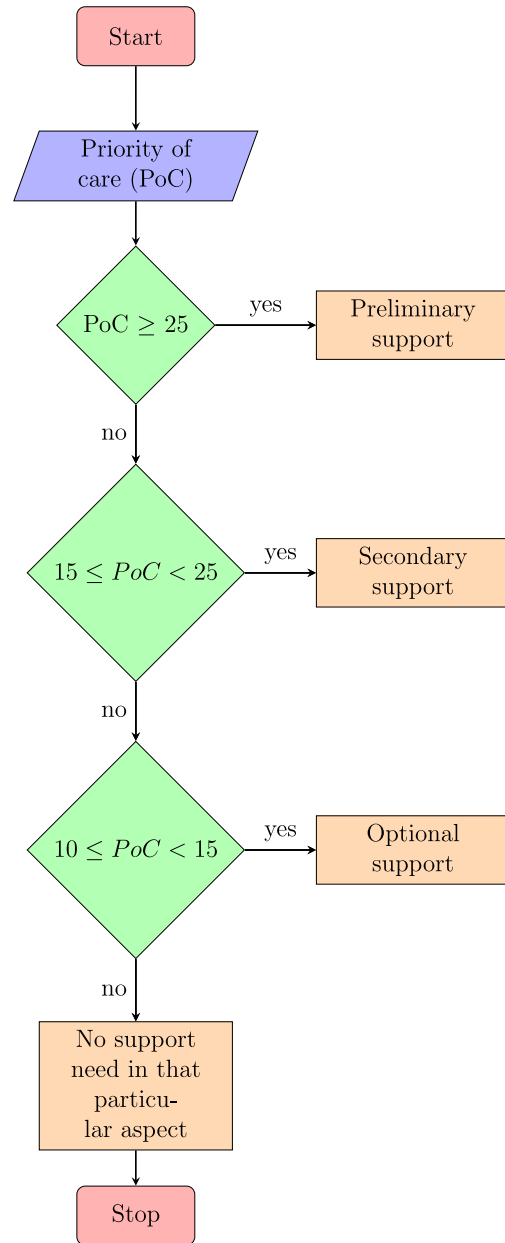 Start
Priority of
care (PoC)
PoC ≥ 25
yes
Preliminary
support
no
15 ≤ PoC < 25
yes
Secondary
support
no
10 ≤ PoC < 15
yes
Optional
support
no
No support
need in that
particu-
lar aspect
Stop